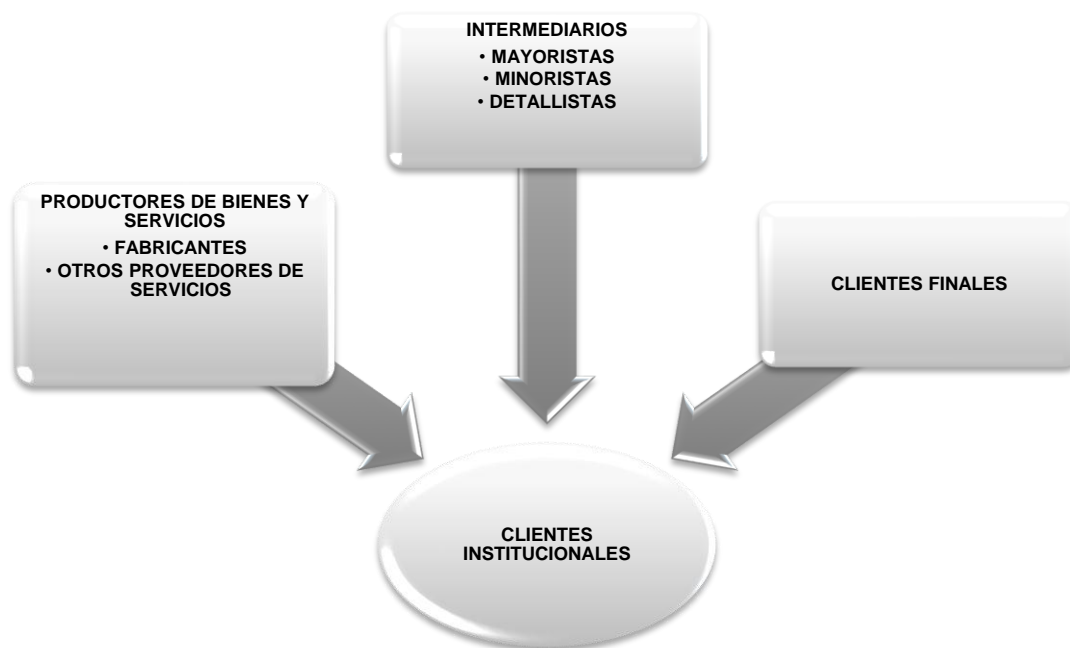 INTERMEDIARIOS
• MAYORISTAS
• MINORISTAS
• DETALLISTAS
PRODUCTORES DE BIENES Y
SERVICIOS
• FABRICANTES
• OTROS PROVEEDORES DE
SERVICIOS
CLIENTES FINALES
CLIENTES
INSTITUCIONALES